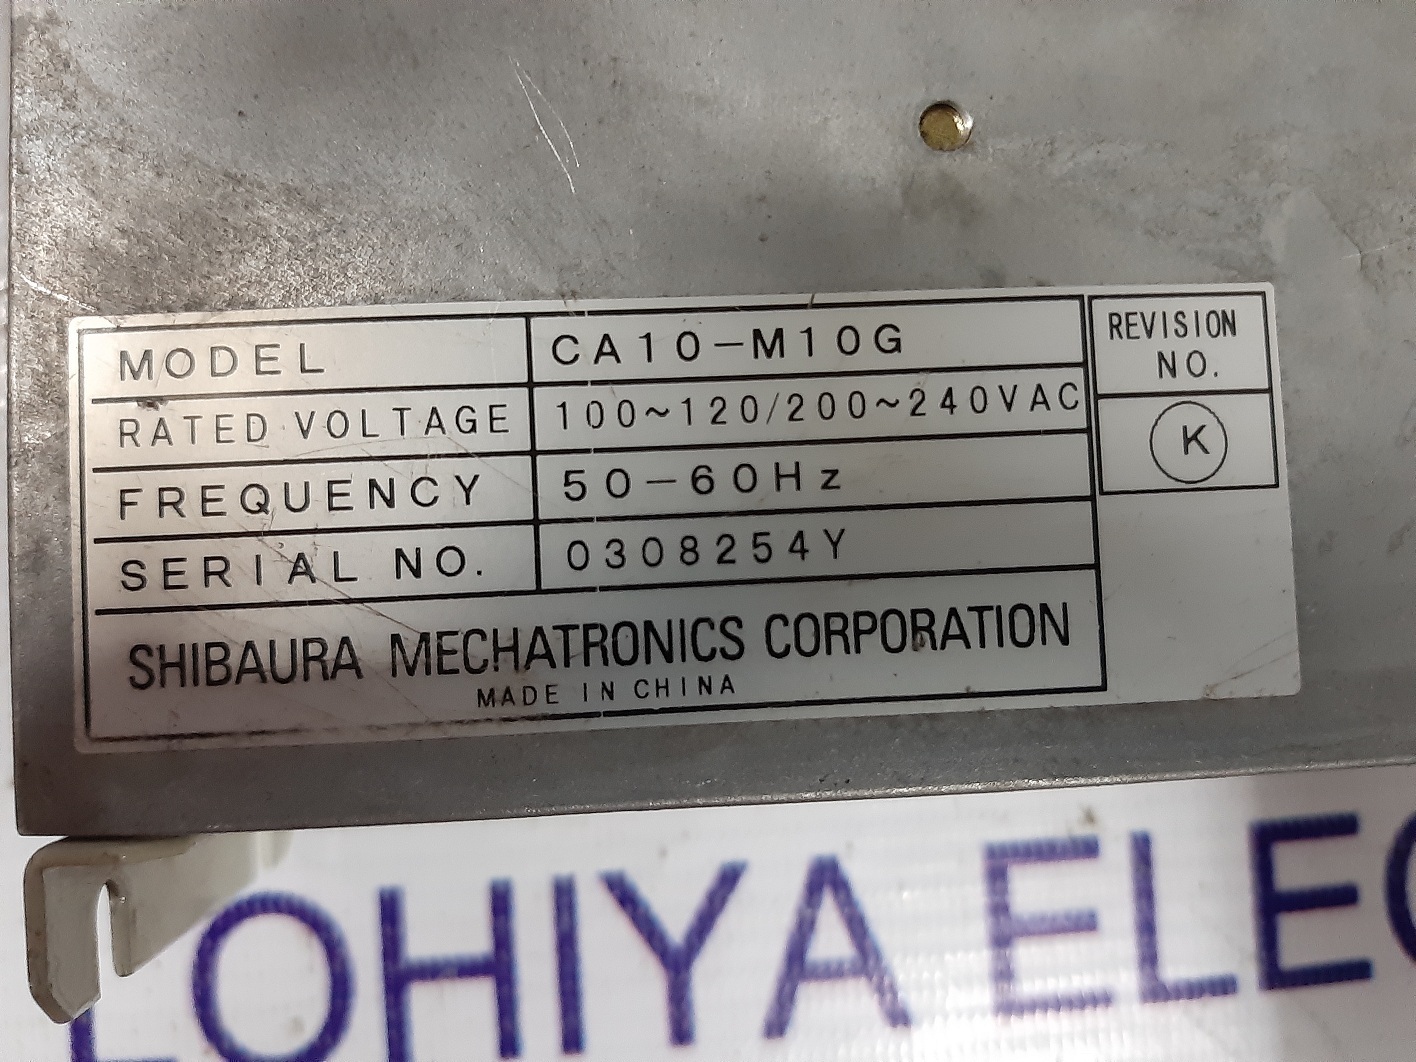 MODEL CA10-M10G
RATED VOLTAGE 100~120/200~240VAC
FREQUENCY 50-60Hz
SERIAL NO. 0308254Y
SHIBAURA MECHATRONICS CORPORATION
MADE IN CHINA
REVISION
NO.
K
LOHIYA ELEC